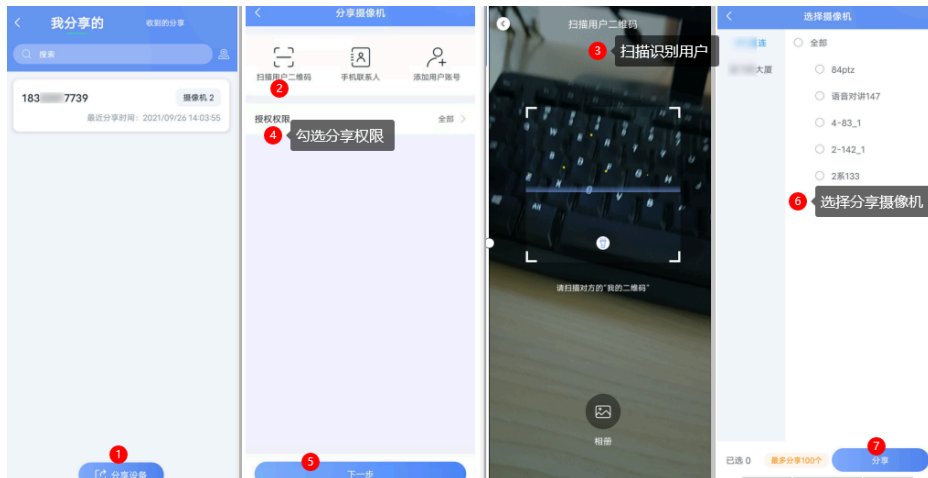 我分享的
收到的分享
搜索
183 7739
摄像机 2
最近分享时间：2021/09/26 14:03:55
1
分享设备
分享摄像机
扫描用户二维码
手机联系人
添加用户账号
2
授权权限
全部
4
勾选分享权限
5
下一步
扫描用户二维码
3
扫描识别用户
请扫描对方的"我的二维码"
相册
选择摄像机
连
大厦
全部
84ptz
语音对讲147
4-83_1
2-142_1
2系133
6
选择分享摄像机
7
已选 0
最多分享100个
分享